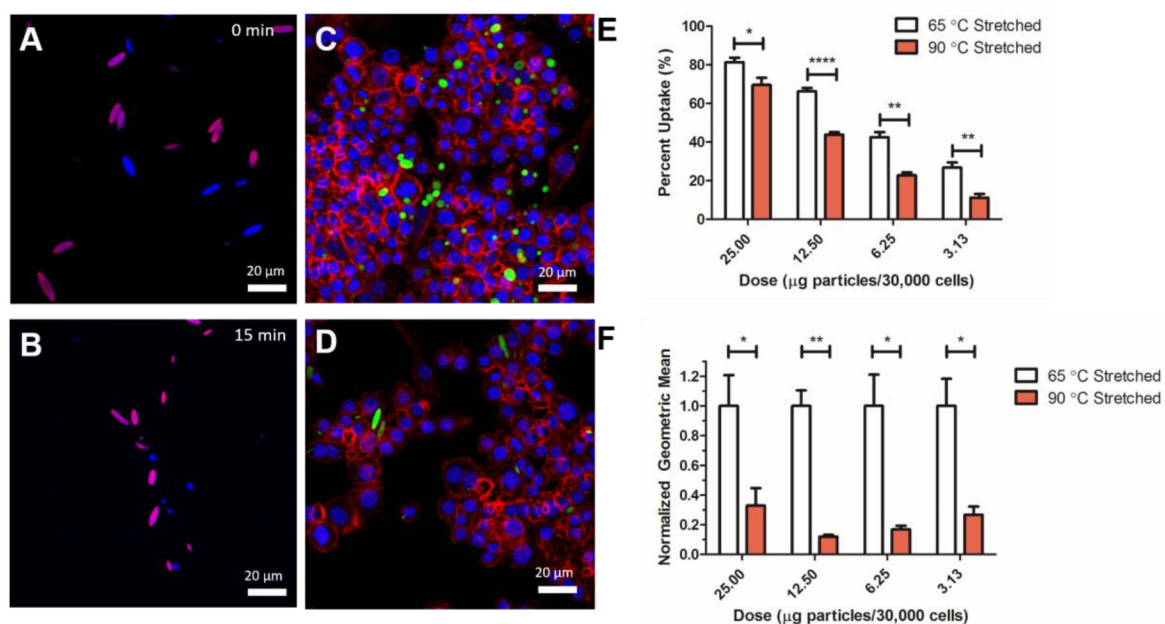 A
0 min
20 µm
B
15 min
20 µm
C
20 µm
D
20 µm
E
65 °C Stretched
90 °C Stretched
Percent Uptake (%)
100
80
60
40
20
0
*
****
**
**
25.00
12.50
6.25
3.13
Dose (µg particles/30,000 cells)
F
65 °C Stretched
90 °C Stretched
Normalized Geometric Mean
1.2
1.0
0.8
0.6
0.4
0.2
0.0
*
**
*
*
25.00
12.50
6.25
3.13
Dose (µg particles/30,000 cells)